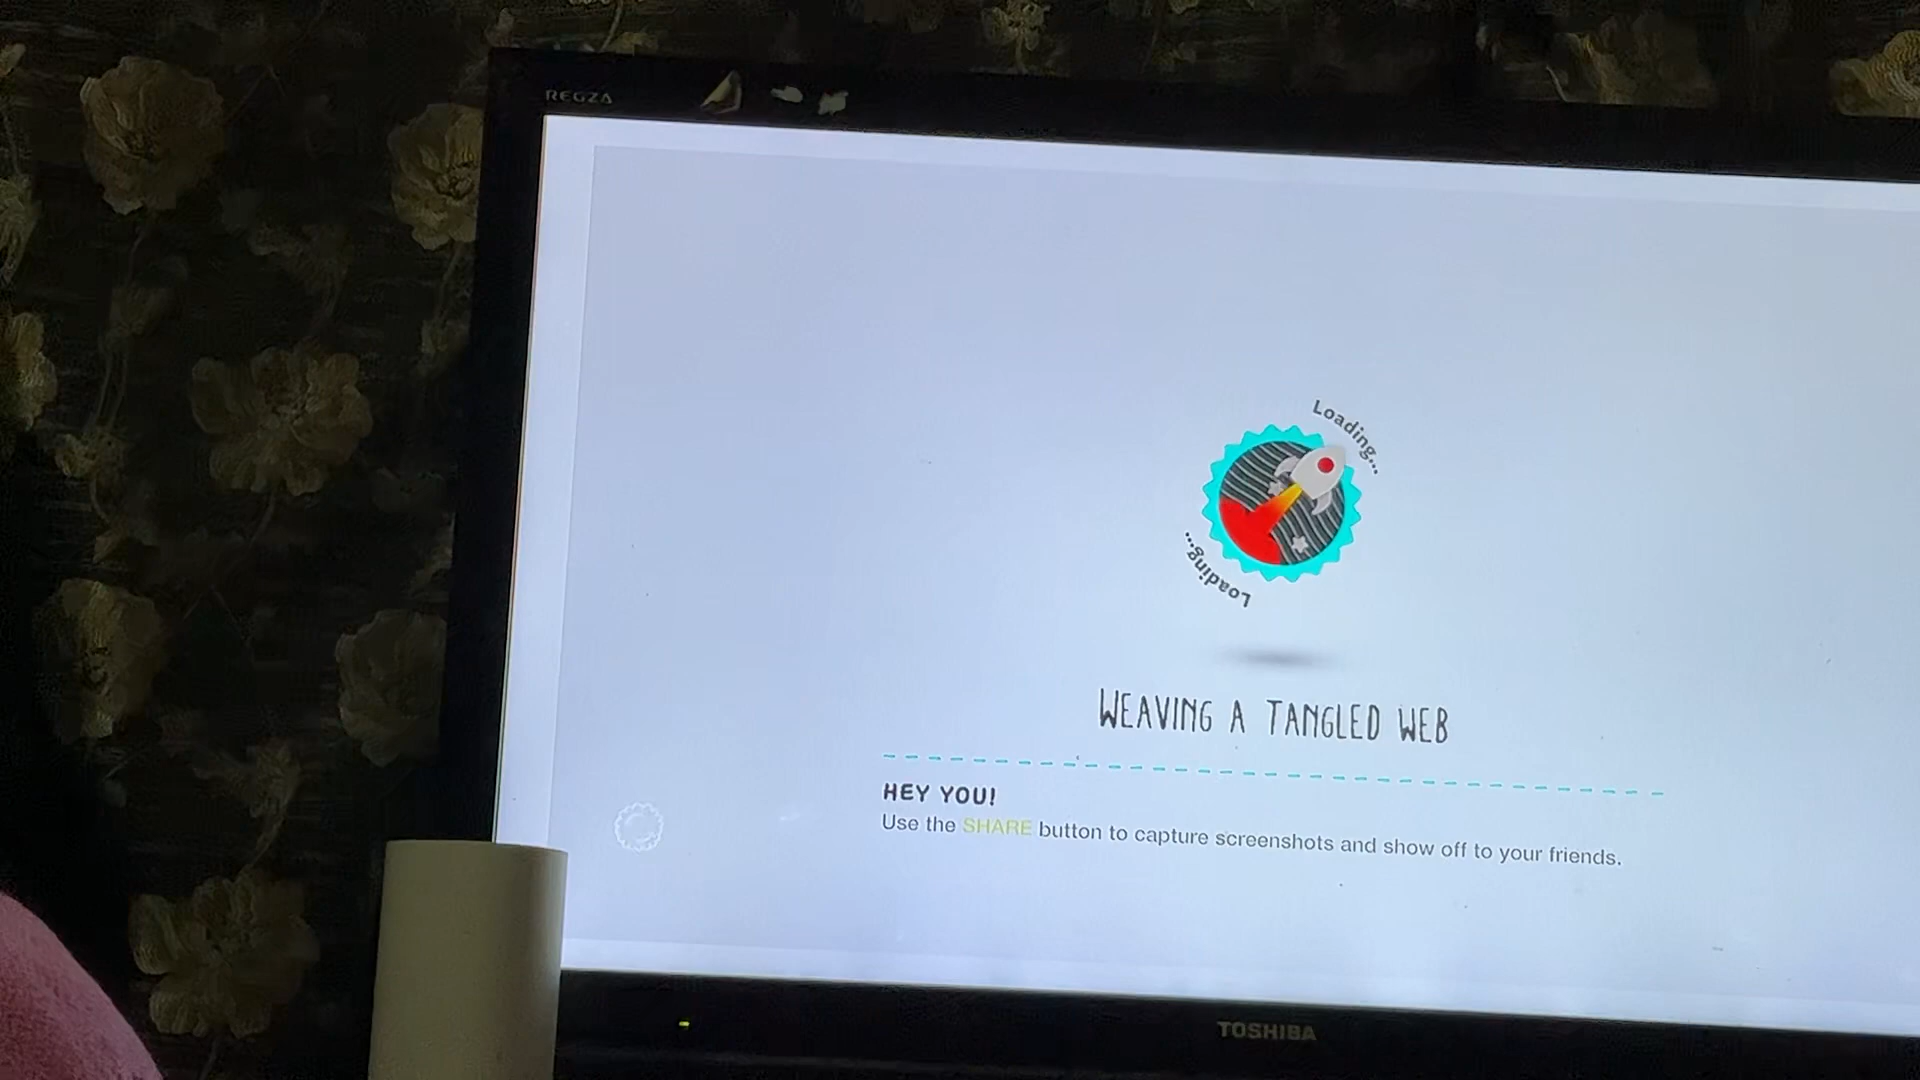 REGZA
Loading...
Loading...
WEAVING A TANGLED WEB
HEY YOU!
Use the SHARE button to capture screenshots and show off to your friends.
TOSHIBA